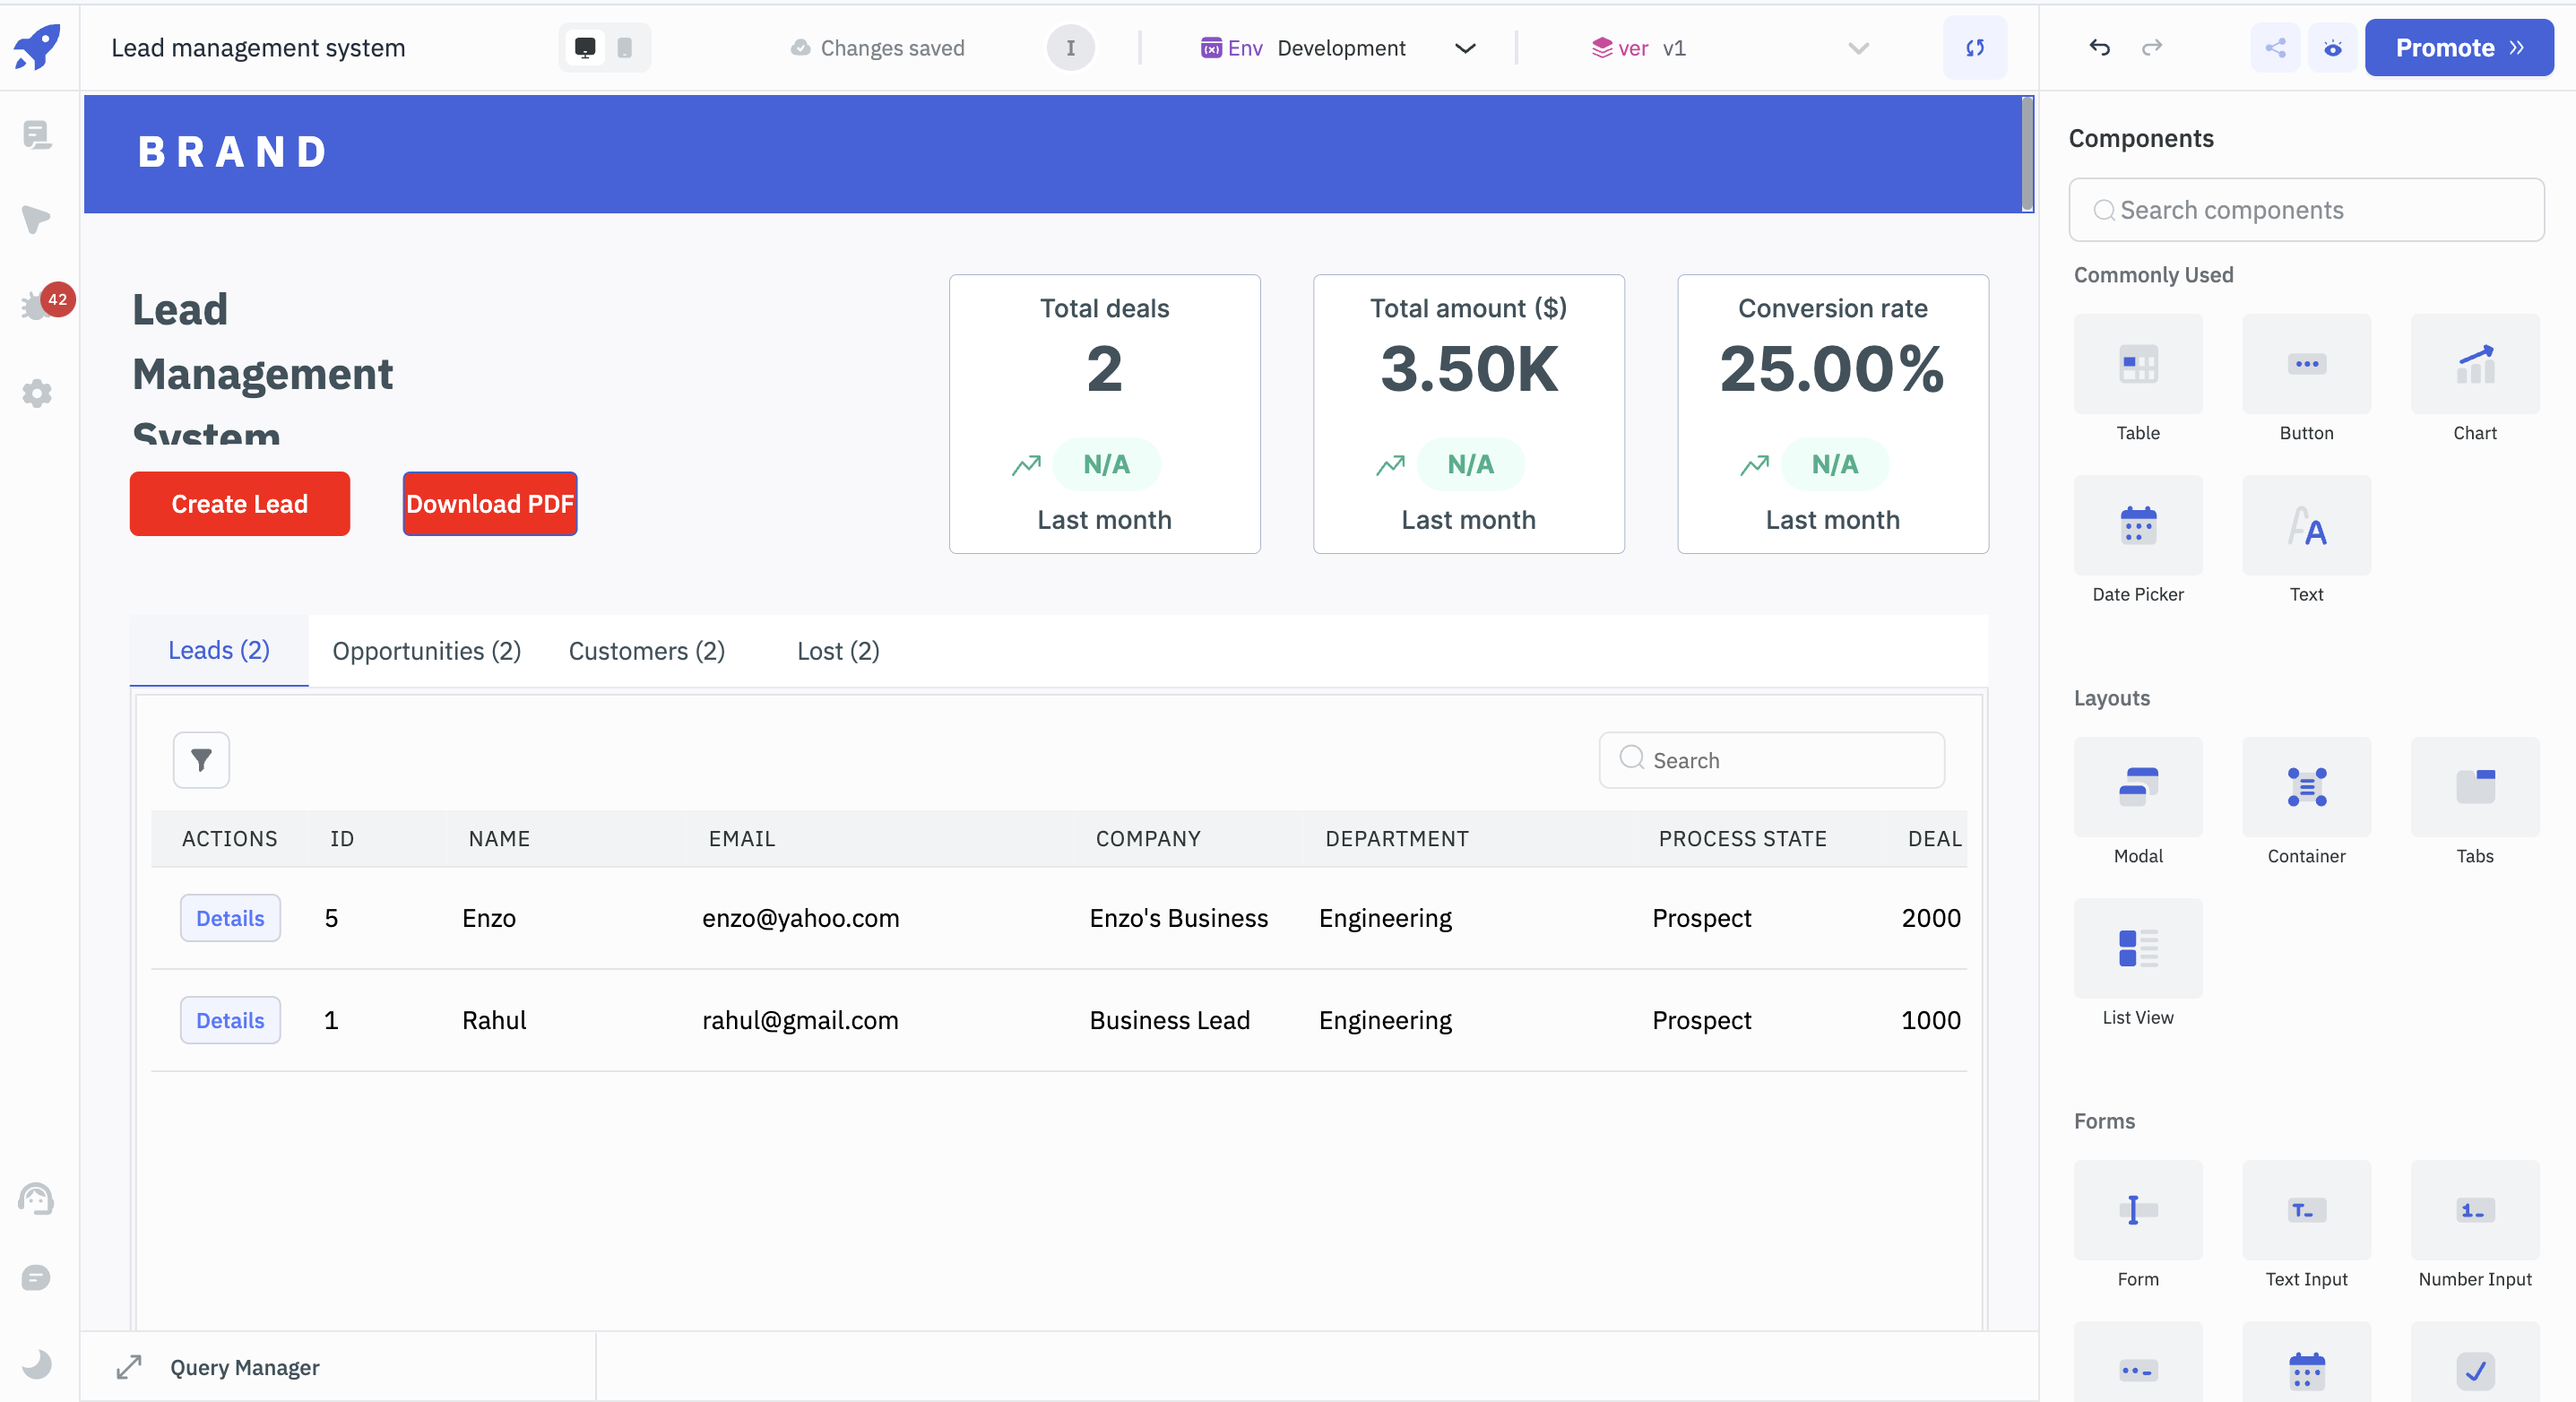 Lead management system
Changes saved
I
Env Development
ver v1
Promote
BRAND
42
Lead
Management
System
Create Lead
Download PDF
Total deals
2
N/A
Last month
Total amount ($)
3.50K
N/A
Last month
Conversion rate
25.00%
N/A
Last month
Leads (2)
Opportunities (2)
Customers (2)
Lost (2)
Search
ACTIONS ID NAME EMAIL COMPANY DEPARTMENT PROCESS STATE DEAL
Details 5 Enzo enzo@yahoo.com Enzo's Business Engineering Prospect 2000
Details 1 Rahul rahul@gmail.com Business Lead Engineering Prospect 1000
Query Manager
Components
Search components
Commonly Used
Table
Button
Chart
Date Picker
Text
Layouts
Modal
Container
Tabs
List View
Forms
Form
Text Input
Number Input